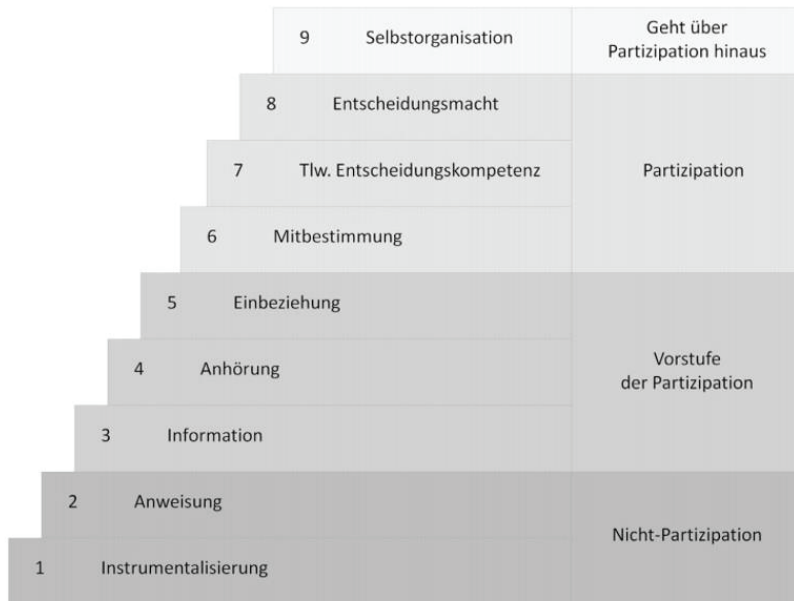 9 Selbstorganisation
Geht über
Partizipation hinaus
8 Entscheidungsmacht
7 Tlw. Entscheidungskompetenz
Partizipation
6 Mitbestimmung
5 Einbeziehung
4 Anhörung
Vorstufe
der Partizipation
3 Information
2 Anweisung
Nicht-Partizipation
1 Instrumentalisierung